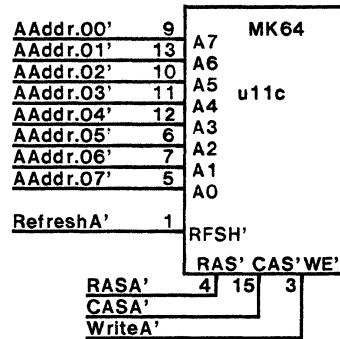 AAddr.00' 9 A7 MK64
AAddr.01' 13 A6
AAddr.02' 10 A5 u11c
AAddr.03' 11 A4
AAddr.04' 12 A3
AAddr.05' 6 A2
AAddr.06' 7 A1
AAddr.07' 5 A0
RefreshA' 1 RFSH'
RAS' CAS' WE'
RASA' 4 15 3
CASA'
WriteA'